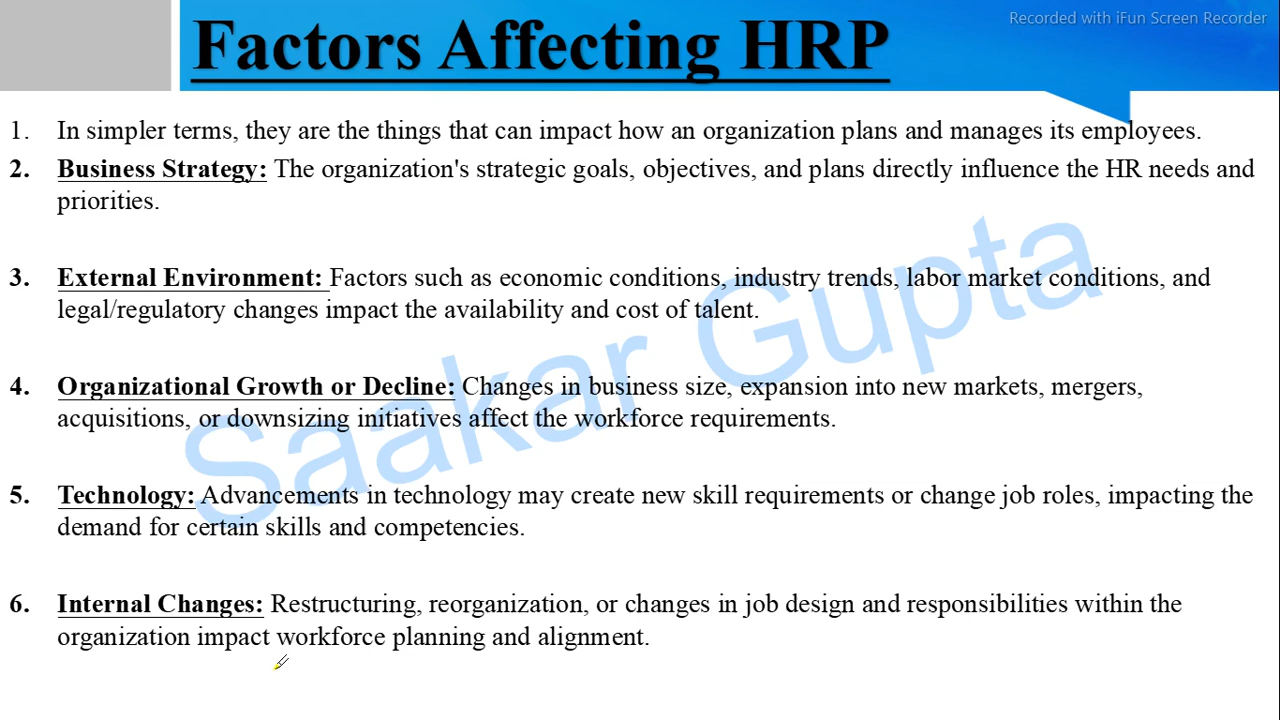 Recorded with iFun Screen Recorder
Factors Affecting HRP
1. In simpler terms, they are the things that can impact how an organization plans and manages its employees.
2. Business Strategy: The organization's strategic goals, objectives, and plans directly influence the HR needs and
priorities.
3. External Environment: Factors such as economic conditions, industry trends, labor market conditions, and
legal/regulatory changes impact the availability and cost of talent.
4. Organizational Growth or Decline: Changes in business size, expansion into new markets, mergers,
acquisitions, or downsizing initiatives affect the workforce requirements.
5. Technology: Advancements in technology may create new skill requirements or change job roles, impacting the
demand for certain skills and competencies.
6. Internal Changes: Restructuring, reorganization, or changes in job design and responsibilities within the
organization impact workforce planning and alignment.
Saakar Gupta